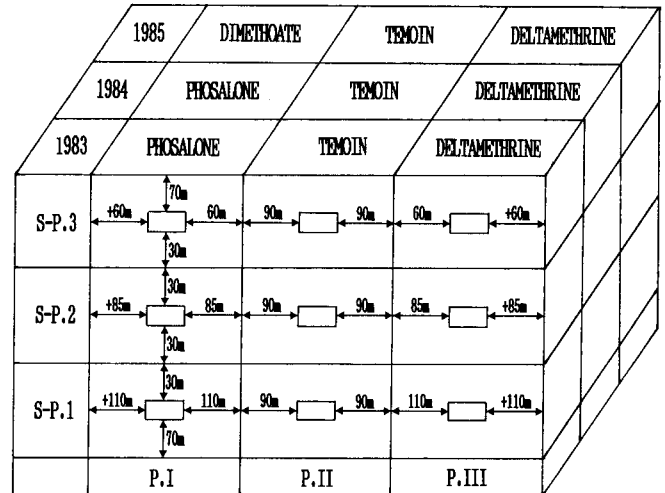 1985 DIMETHOATE TEMOIN DELTAMETHRINE
1984 PHOSALONE TEMOIN DELTAMETHRINE
1983 PHOSALONE TEMOIN DELTAMETHRINE
70m
S-P.3 +60m 60m 90m 90m 60m +60m
30m
30m
S-P.2 +85m 85m 90m 90m 85m +85m
30m
30m
S-P.1 +110m 110m 90m 90m 110m +110m
70m
P.I P.II P.III